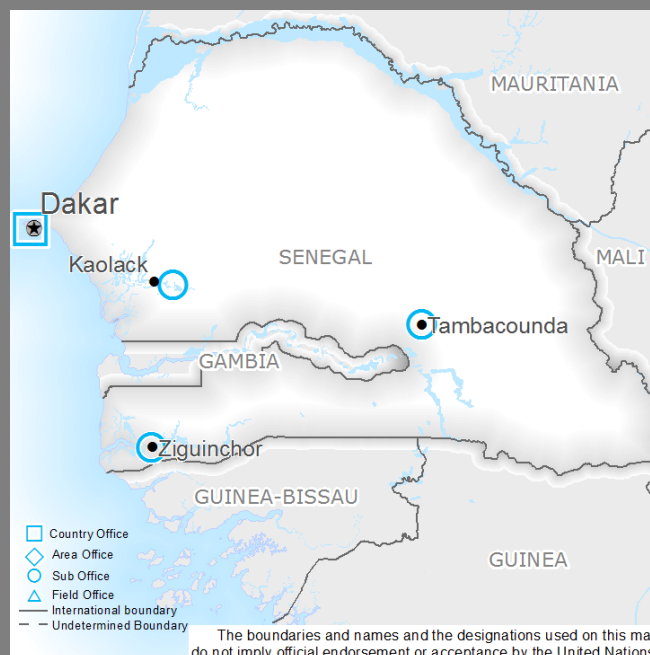 MAURITANIA
Dakar
SENEGAL
MALI
Kaolack
Tambacounda
GAMBIA
Ziguinchor
GUINEA-BISSAU
GUINEA
Country Office
Area Office
Sub Office
Field Office
International boundary
Undetermined Boundary
The boundaries and names and the designations used on this ma
do not imply official endorsement or acceptance by the United Nations